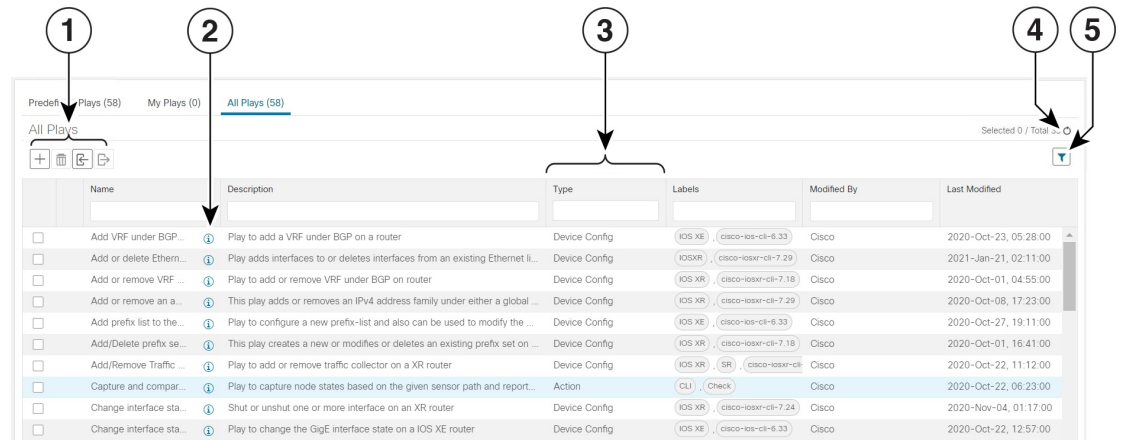 1 2 3 4 5
Predefi Plays (58) My Plays (0) All Plays (58)
All Plays
Selected 0 / Total
Name Description Type Labels Modified By Last Modified
Add VRF under BGP... Play to add a VRF under BGP on a router Device Config IOS XE , cisco-ios-cli-6.33 Cisco 2020-Oct-23, 05:28:00
Add or delete Ethern... Play adds interfaces to or deletes interfaces from an existing Ethernet li... Device Config IOSXR , cisco-iosxr-cli-7.29 Cisco 2021-Jan-21, 02:11:00
Add or remove VRF ... Play to add or remove VRF under BGP on router Device Config IOS XR , cisco-iosxr-cli-7.18 Cisco 2020-Oct-01, 04:55:00
Add or remove an a... This play adds or removes an IPv4 address family under either a global ... Device Config IOS XR , cisco-iosxr-cli-7.29 Cisco 2020-Oct-08, 17:23:00
Add prefix list to the... Play to configure a new prefix-list and also can be used to modify the ... Device Config IOS XE , cisco-ios-cli-6.33 Cisco 2020-Oct-27, 19:11:00
Add/Delete prefix se... This play creates a new or modifies or deletes an existing prefix set on ... Device Config IOS XR , cisco-iosxr-cli-7.18 Cisco 2020-Oct-01, 16:41:00
Add/Remove Traffic ... Play to add or remove traffic collector on a XR router Device Config IOS XR , SR , cisco-iosxr-cli Cisco 2020-Oct-22, 11:12:00
Capture and compar... Play to capture node states based on the given sensor path and report... Action CLI , Check Cisco 2020-Oct-22, 06:23:00
Change interface sta... Shut or unshut one or more interface on an XR router Device Config IOS XR , cisco-iosxr-cli-7.24 Cisco 2020-Nov-04, 01:17:00
Change interface sta... Play to change the GigE interface state on a IOS XE router Device Config IOS XE , cisco-ios-cli-6.33 Cisco 2020-Oct-22, 12:57:00